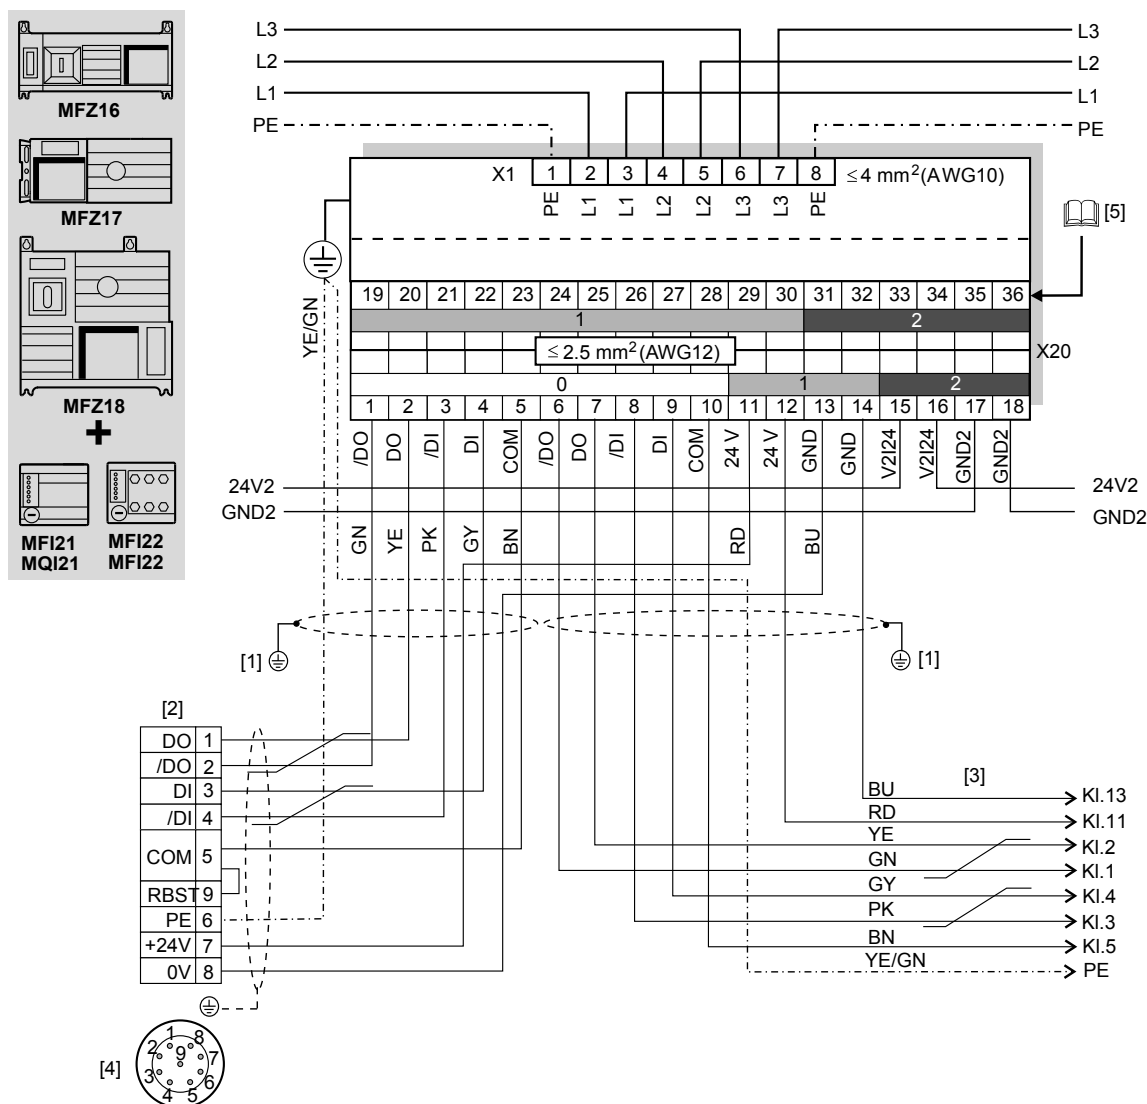 MFZ16
MFZ17
MFZ18
+
MFI21 MFI22
MQI21 MFI22
L3 L3
L2 L2
L1 L1
PE PE
X1 1 2 3 4 5 6 7 8 ≤ 4 mm² (AWG10)
PE L1 L1 L2 L2 L3 L3 PE
[5]
YE/GN
19 20 21 22 23 24 25 26 27 28 29 30 31 32 33 34 35 36
1 2
≤ 2.5 mm² (AWG12) X20
0 1 2
1 2 3 4 5 6 7 8 9 10 11 12 13 14 15 16 17 18
/DO DO /DI DI COM /DO DO /DI DI COM 24 V 24 V GND GND V2I24 V2I24 GND2 GND2
24V2 24V2
GND2 GND2
GN YE PK GY BN RD BU
[1] [1]
[2]
DO 1
/DO 2
DI 3
/DI 4
COM 5
RBST 9
PE 6
+24V 7
0V 8
[3]
BU Kl.13
RD Kl.11
YE Kl.2
GN Kl.1
GY Kl.4
PK Kl.3
BN Kl.5
YE/GN PE
[4]
1 8
2 9 7
3 6
4 5